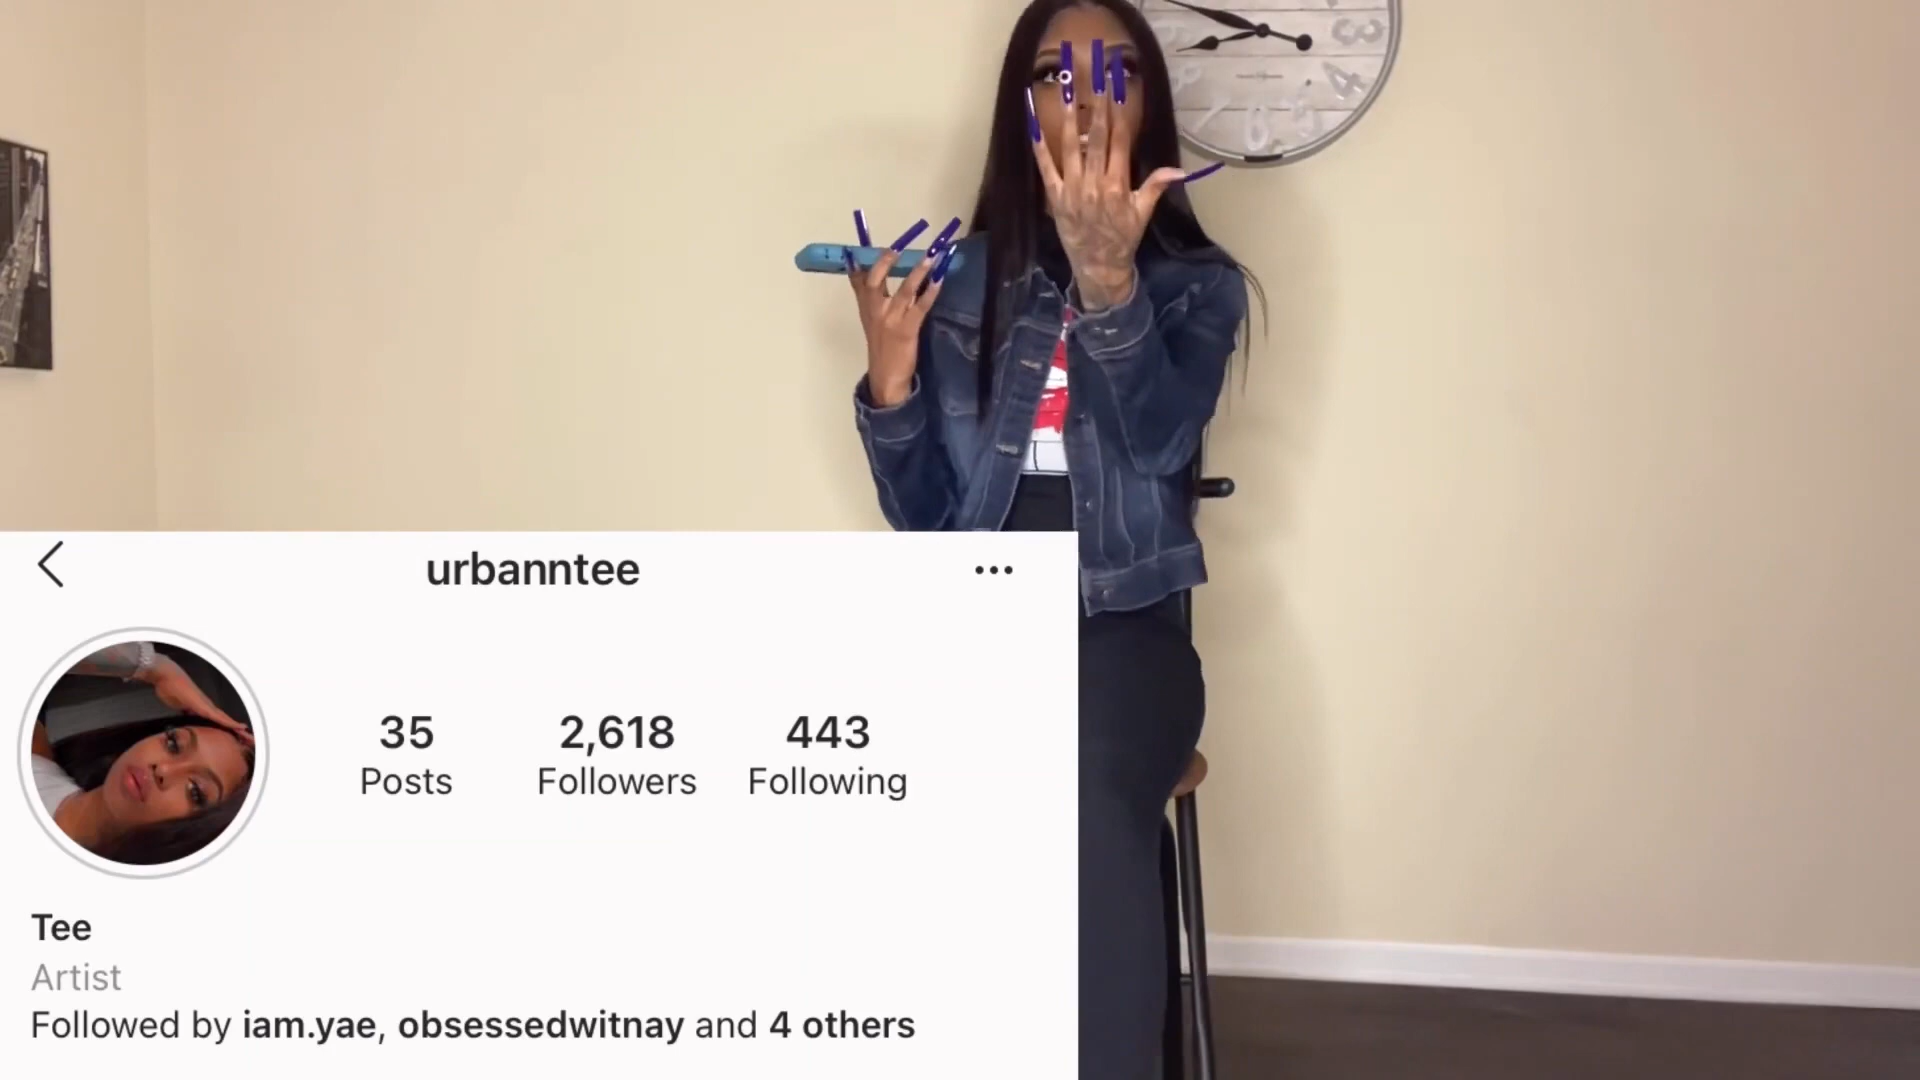 urbanntee
35 2,618 443
Posts Followers Following
Tee
Artist
Followed by iam.yae, obsessedwitnay and 4 others